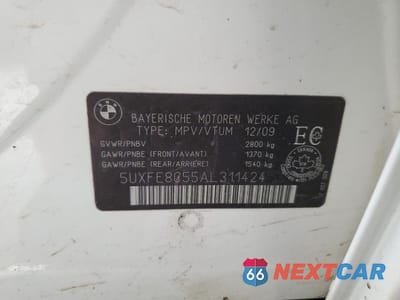 BMW
BAYERISCHE MOTOREN WERKE AG
TYPE: MPV/VTUM 12/09 EC
GVWR/PNBV 2800 kg
GAWR/PNBE (FRONT/AVANT) 1370 kg
GAWR/PNBE (REAR/ARRIERE) 1540 kg
5UXFE8C55AL311424
66 NEXTCAR